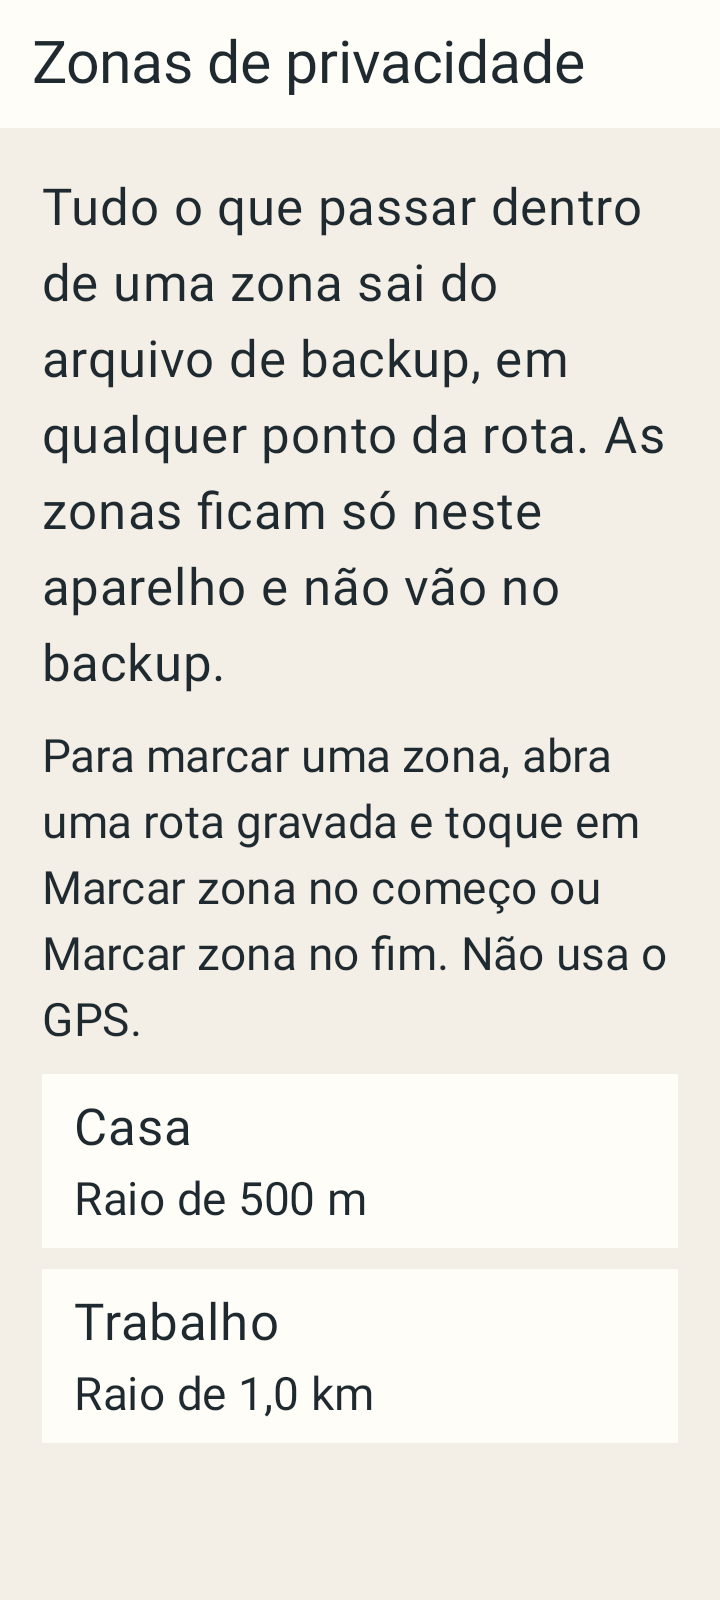 Zonas de privacidade
Tudo o que passar dentro
de uma zona sai do
arquivo de backup, em
qualquer ponto da rota. As
zonas ficam só neste
aparelho e não vão no
backup.
Para marcar uma zona, abra
uma rota gravada e toque em
Marcar zona no começo ou
Marcar zona no fim. Não usa o
GPS.
Casa
Raio de 500 m
Trabalho
Raio de 1,0 km